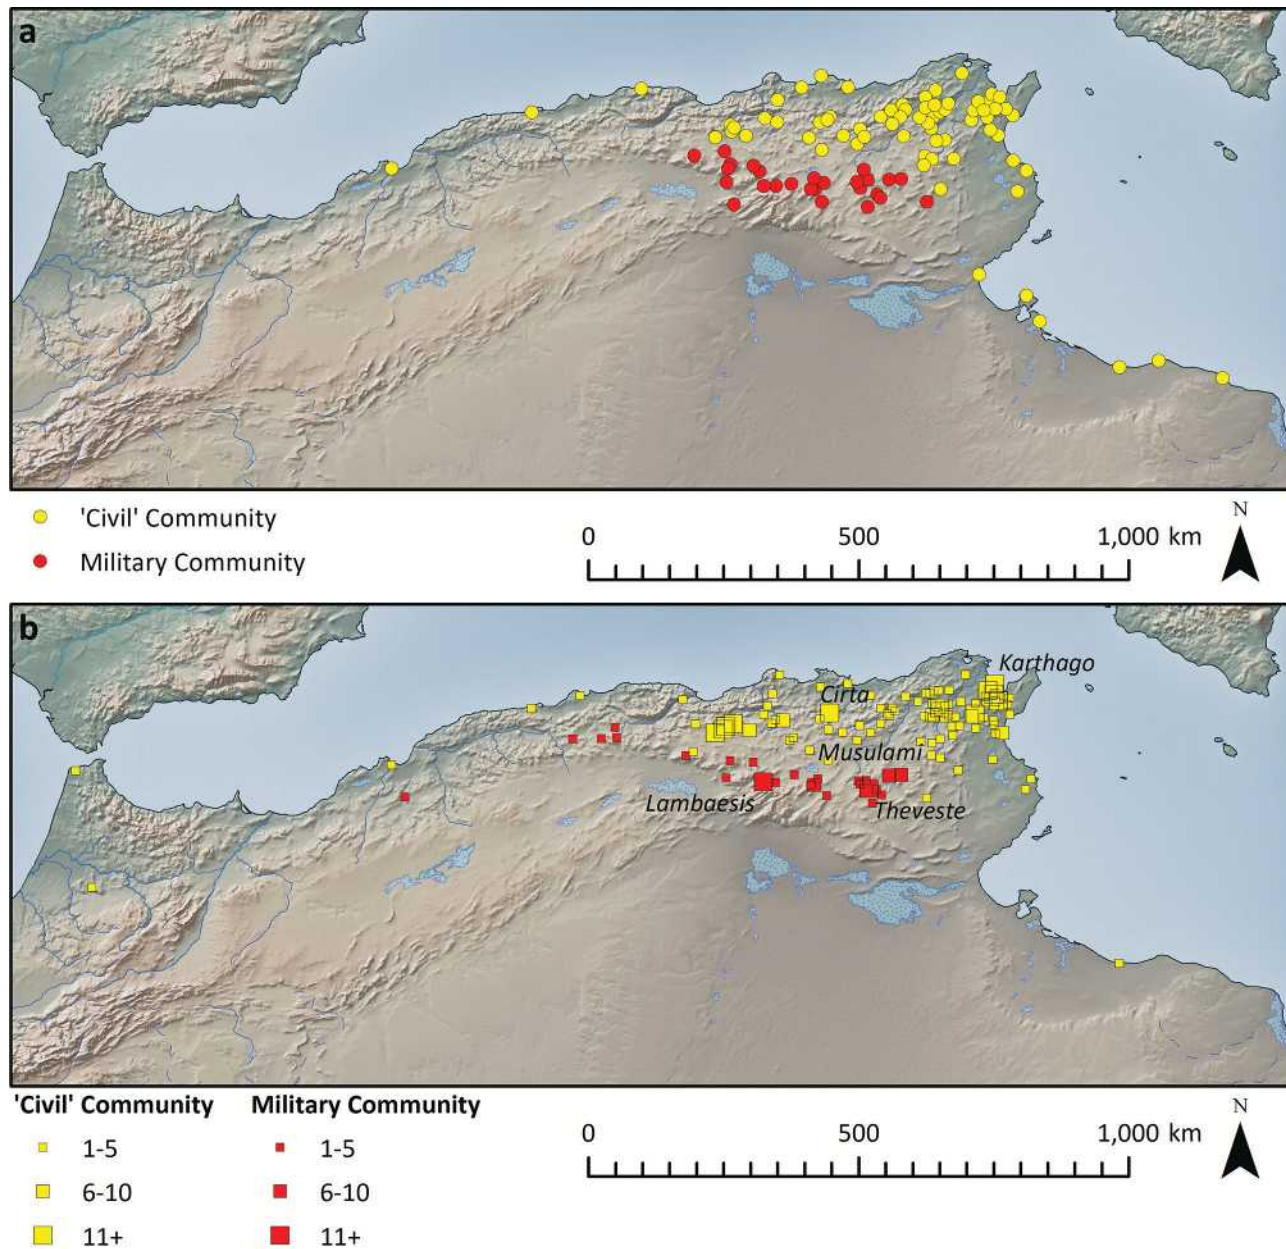 a
'Civil' Community
Military Community
0 500 1,000 km
N
b
Karthago
Cirta
Musulami
Lambaesis
Theveste
'Civil' Community Military Community
1-5 1-5
6-10 6-10
11+ 11+
0 500 1,000 km
N